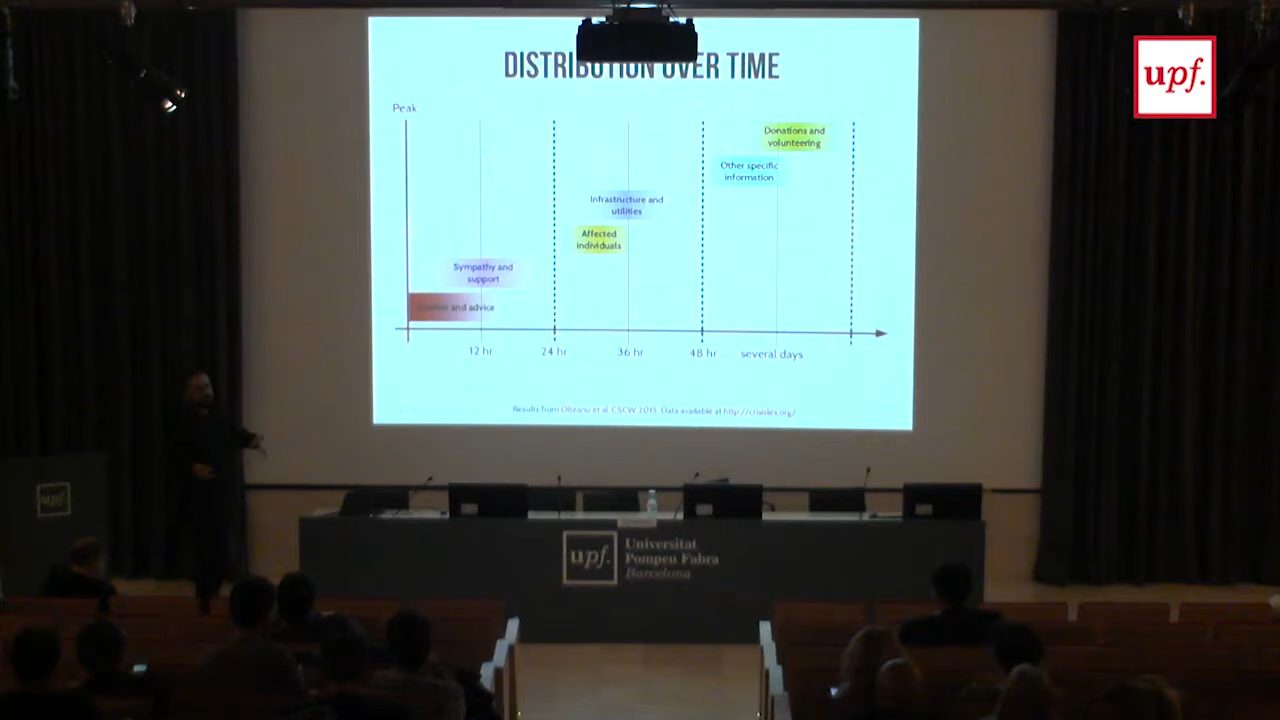 DISTRIBUTION OVER TIME
upf.
Peak
Donations and
volunteering
Other specific
information
Infrastructure and
utilities
Affected
individuals
Sympathy and
support
and advice
12 hr
24 hr
36 hr
48 hr
several days
Results from Olteanu et al. CSCW 2015. Data available at http://crisislex.org/
upf.
upf.
Universitat
Pompeu Fabra
Barcelona